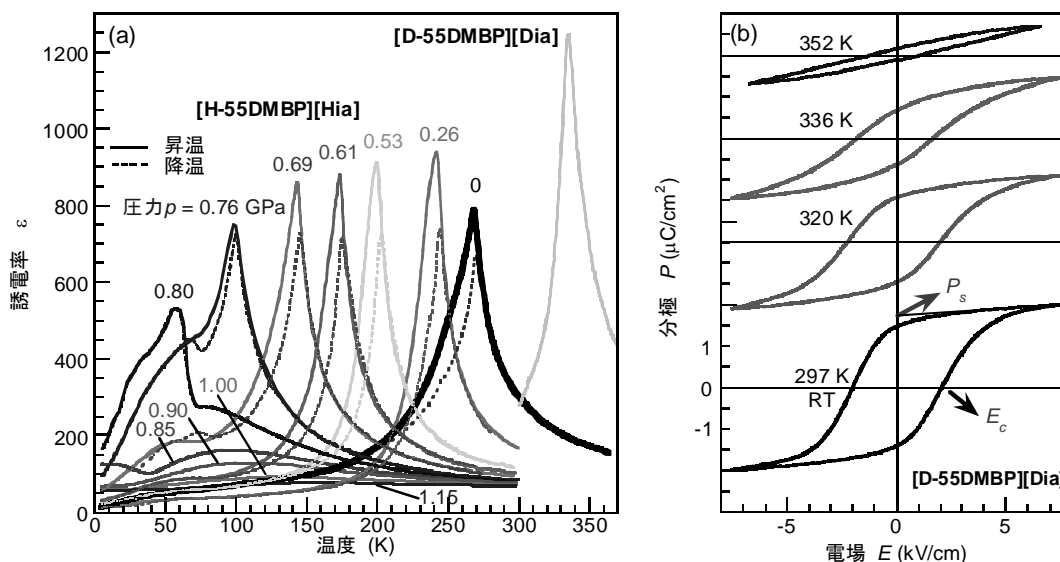 (a)
[D-55DMBP][Dia]
[H-55DMBP][Hia]
昇温
降温
圧力p = 0.76 GPa
0.80
0.69
0.61
0.53
0.26
0
1.00
0.90
0.85
1.15
誘電率 ε
0
200
400
600
800
1000
1200
0 50 100 150 200 250 300 350
温度 (K)
(b)
352 K
336 K
320 K
297 K
RT
Ps
Ec
[D-55DMBP][Dia]
分極 P (μC/cm2)
1
0
-1
-5 0 5
電場 E (kV/cm)